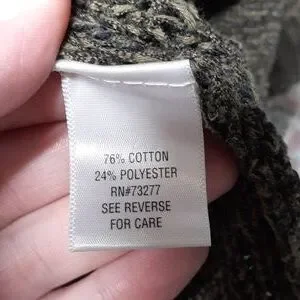 76% COTTON
24% POLYESTER
RN#73277
SEE REVERSE
FOR CARE